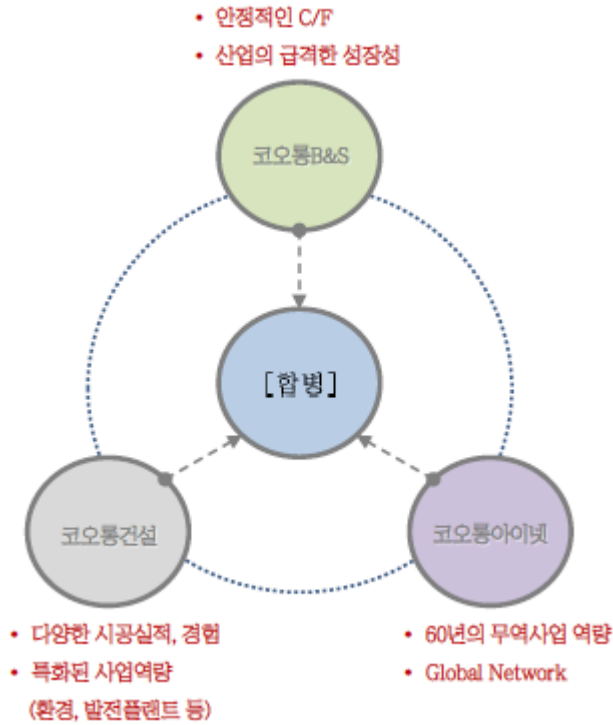 • 안정적인 C/F
• 산업의 급격한 성장성
코오롱B&S
[합병]
코오롱건설
코오롱아이넷
• 다양한 시공실적, 경험
• 특화된 사업역량
(환경, 발전플랜트 등)
• 60년의 무역사업 역량
• Global Network